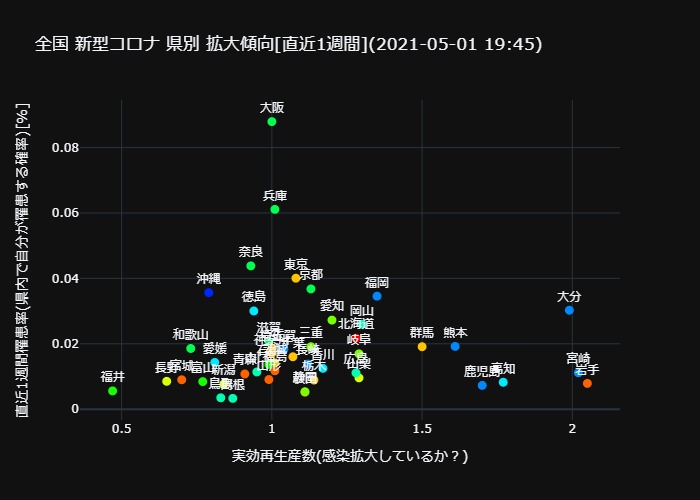 全国 新型コロナ 県別 拡大傾向[直近1週間](2021-05-01 19:45)
直近1週間罹患率(県内で自分が罹患する確率)[%]
0.08
0.06
0.04
0.02
0
大阪
兵庫
奈良
東京
京都
沖縄
福岡
徳島
大分
愛知
岡山
北海道
和歌山
滋賀
三重
岐阜
群馬
熊本
愛媛
香川
広島
宮崎
長野
宮城
富山
新潟
青森
山形
栃木
山梨
鹿児島
高知
岩手
福井
島根
0.5
1
1.5
2
実効再生産数(感染拡大しているか？)